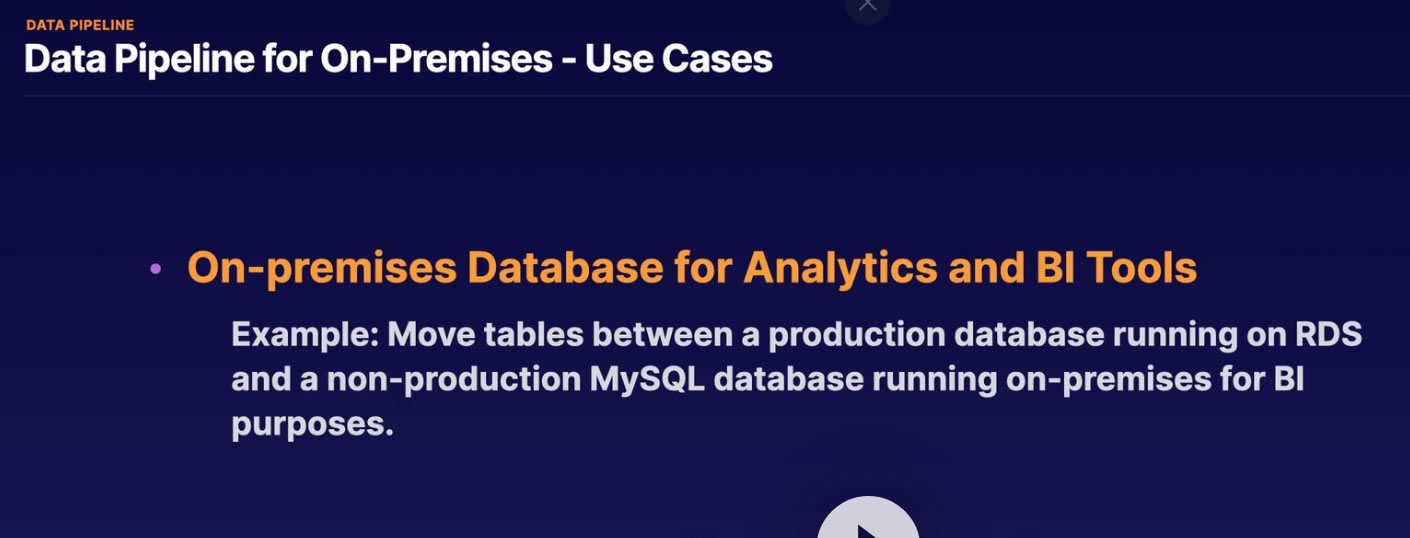 DATA PIPELINE
Data Pipeline for On-Premises - Use Cases
• On-premises Database for Analytics and BI Tools
Example: Move tables between a production database running on RDS
and a non-production MySQL database running on-premises for BI
purposes.